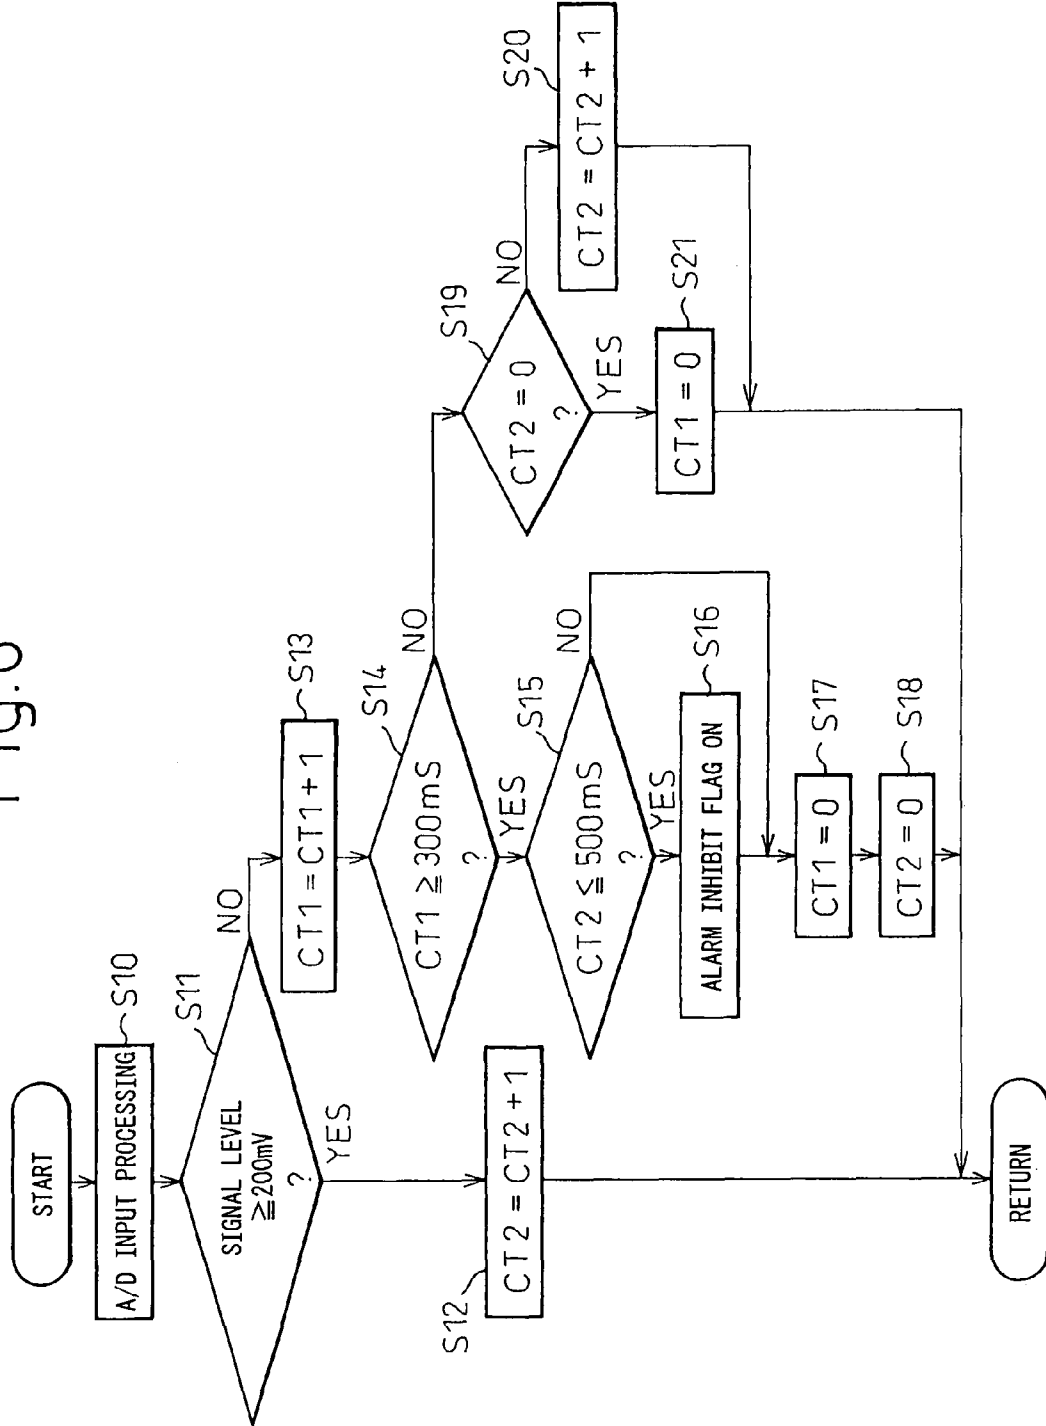 START
A/D INPUT PROCESSING
S10
SIGNAL LEVEL
≧200mV
?
S11
YES
NO
S12
CT2 = CT2 + 1
CT1 = CT1 + 1
S13
CT1 ≧ 300mS
?
S14
NO
YES
CT2 ≦ 500mS
?
S15
NO
YES
ALARM INHIBIT FLAG ON
S16
CT1 = 0
S17
CT2 = 0
S18
CT2 = 0
?
S19
NO
YES
CT2 = CT2 + 1
S20
CT1 = 0
S21
RETURN